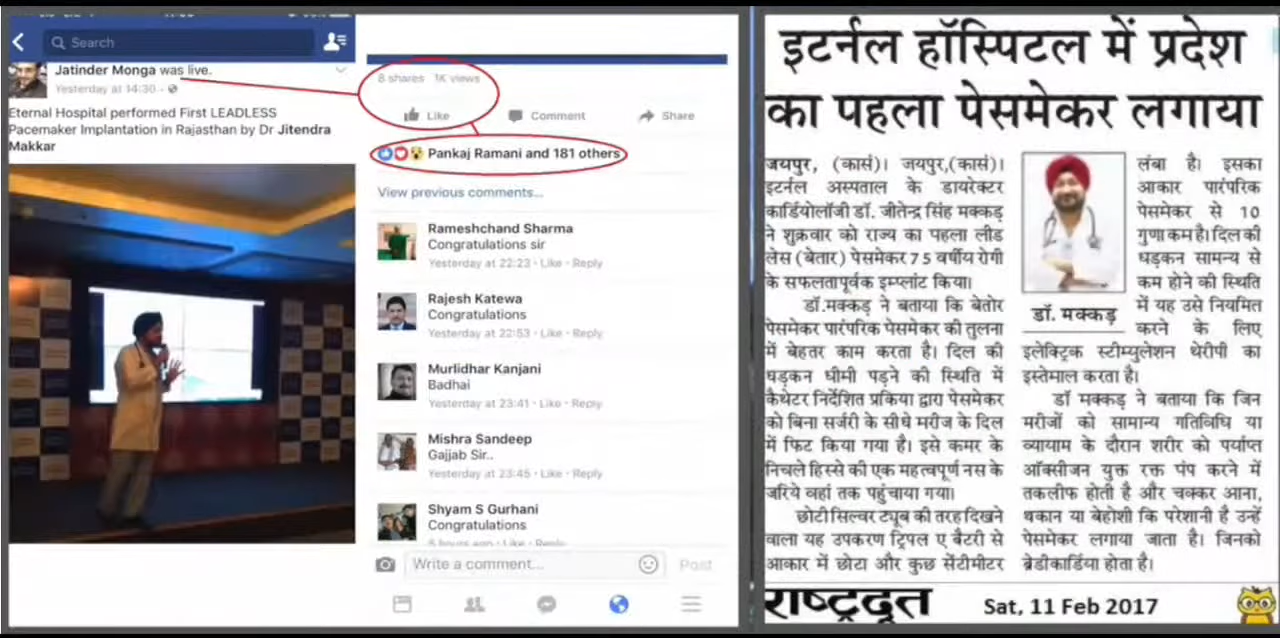 Search
Jatinder Monga was live.
Yesterday at 14:30 ·
Eternal Hospital performed First LEADLESS
Pacemaker Implantation in Rajasthan by Dr Jitendra
Makkar
8 shares 1K views
Like Comment Share
Pankaj Ramani and 181 others
View previous comments...
Rameshchand Sharma
Congratulations sir
Yesterday at 22:23 · Like · Reply
Rajesh Katewa
Congratulations
Yesterday at 22:53 · Like · Reply
Murlidhar Kanjani
Badhai
Yesterday at 23:41 · Like · Reply
Mishra Sandeep
Gajjab Sir..
Yesterday at 23:45 · Like · Reply
Shyam S Gurhani
Congratulations
5 hours ago · Like · Reply
Write a comment... Post
इटर्नल हॉस्पिटल में प्रदेश
का पहला पेसमेकर लगाया
जयपुर, (कासं)। जयपुर,(कासं)।
इटर्नल अस्पताल के डायरेक्टर
कार्डियोलॉजी डॉ. जीतेन्द्र सिंह मक्कड़
ने शुक्रवार को राज्य का पहला लीड
लेस (बेतार) पेसमेकर 75 वर्षीय रोगी
के सफलतापूर्वक इम्प्लांट किया।
डॉ.मक्कड़ ने बताया कि बेतोर
पेसमेकर पारंपरिक पेसमेकर की तुलना
में बेहतर काम करता है। दिल की
धड़कन धीमी पड़ने की स्थिति में
कैथेटर निर्देशित प्रकिया द्वारा पेसमेकर
को बिना सर्जरी के सीधे मरीज के दिल
में फिट किया गया है। इसे कमर के
निचले हिस्से की एक महत्वपूर्ण नस के
जरिये वहां तक पहुंचाया गया।
छोटी सिल्वर ट्यूब की तरह दिखने
वाला यह उपकरण ट्रिपल ए बैटरी से
आकार में छोटा और कुछ सेंटीमीटर
डॉ. मक्कड़
लंबा है। इसका
आकार पारंपरिक
पेसमेकर से 10
गुणा कम है। दिल की
धड़कन सामन्य से
कम होने की स्थिति
में यह उसे नियमित
करने के लिए
इलेक्ट्रिक स्टीम्युलेशन थेरीपी का
इस्तेमाल करता है।
डॉ मक्कड़ ने बताया कि जिन
मरीजों को सामान्य गतिविधि या
व्यायाम के दौरान शरीर को पर्याप्त
ऑक्सीजन युक्त रक्त पंप करने में
तकलीफ होती है और चक्कर आना,
थकान या बेहोशी कि परेशानी है उन्हें
पेसमेकर लगाया जाता है। जिनको
ब्रेडीकार्डिया होता है।
राष्ट्रदूत Sat, 11 Feb 2017